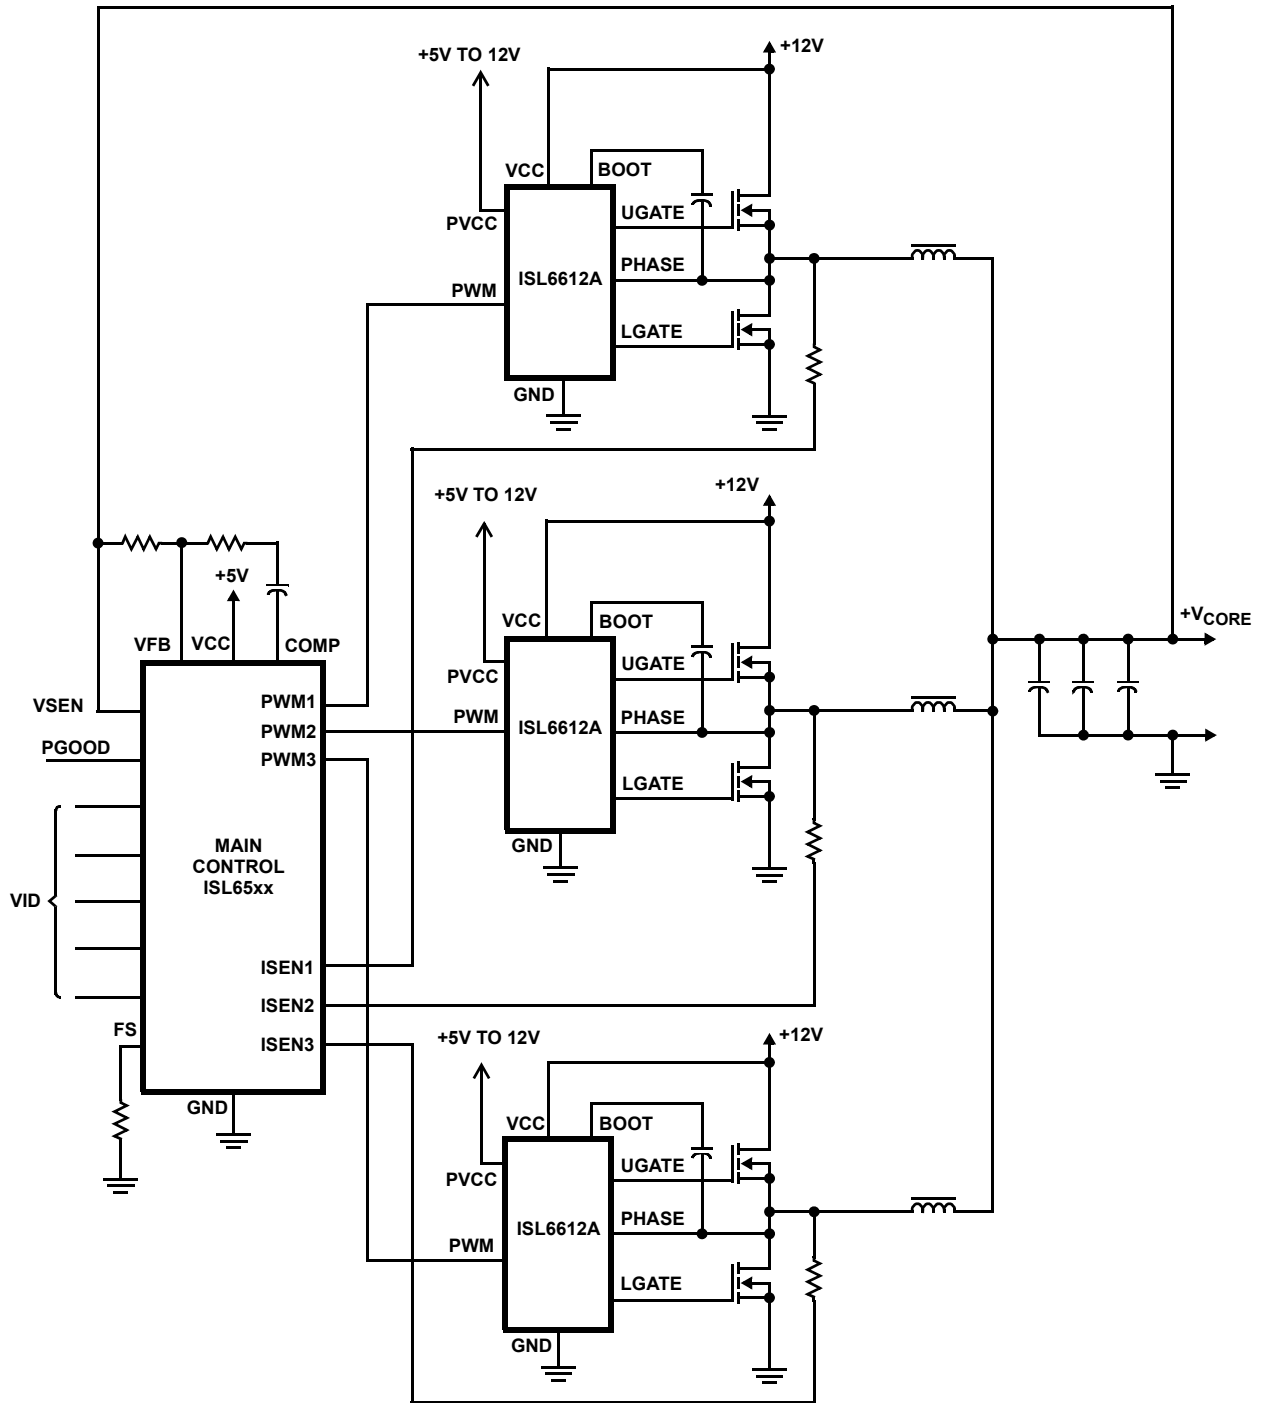 +5V TO 12V
+12V
VCC
BOOT
PVCC
UGATE
PHASE
ISL6612A
PWM
LGATE
GND
+5V TO 12V
+12V
VCC
BOOT
PVCC
UGATE
PWM
PHASE
ISL6612A
LGATE
GND
+5V
VFB
VCC
COMP
VSEN
PWM1
PGOOD
PWM2
PWM3
MAIN
CONTROL
ISL65xx
VID
ISEN1
ISEN2
FS
ISEN3
GND
+VCORE
+5V TO 12V
+12V
VCC
BOOT
PVCC
UGATE
PHASE
ISL6612A
PWM
LGATE
GND